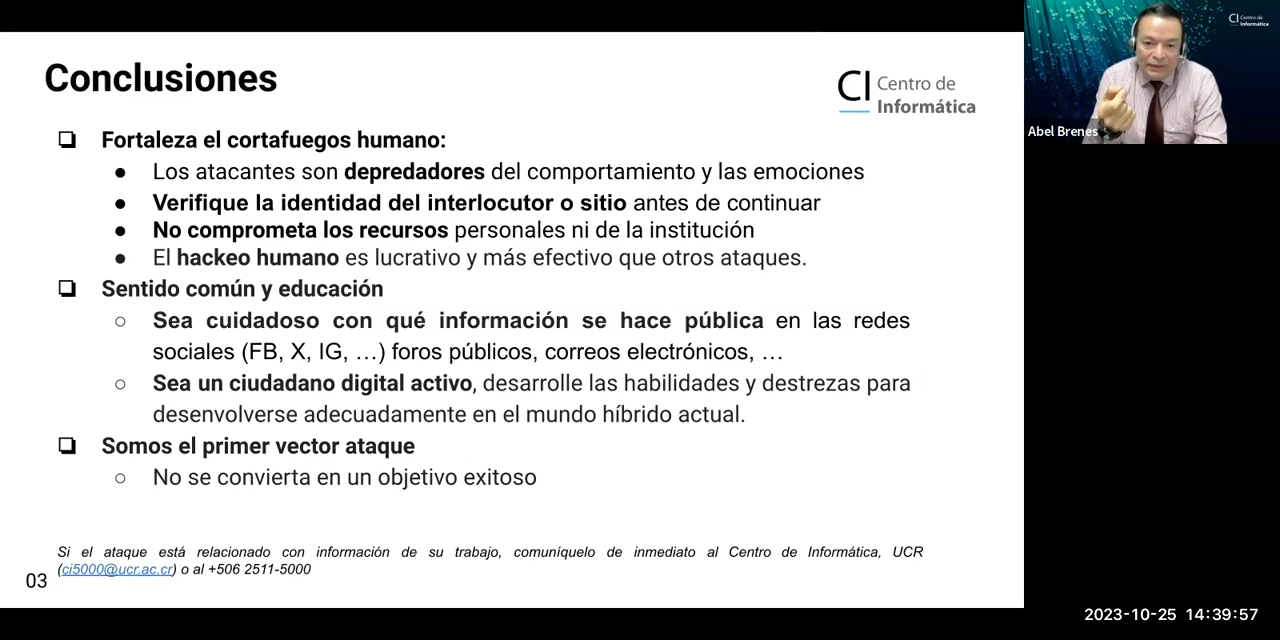 Conclusiones
CI Centro de
Informática
Fortaleza el cortafuegos humano:
Los atacantes son depredadores del comportamiento y las emociones
Verifique la identidad del interlocutor o sitio antes de continuar
No comprometa los recursos personales ni de la institución
El hackeo humano es lucrativo y más efectivo que otros ataques.
Sentido común y educación
Sea cuidadoso con qué información se hace pública en las redes
sociales (FB, X, IG, …) foros públicos, correos electrónicos, …
Sea un ciudadano digital activo, desarrolle las habilidades y destrezas para
desenvolverse adecuadamente en el mundo híbrido actual.
Somos el primer vector ataque
No se convierta en un objetivo exitoso
Si el ataque está relacionado con información de su trabajo, comuníquelo de inmediato al Centro de Informática, UCR
(ci5000@ucr.ac.cr) o al +506 2511-5000
03
CI Centro de
Informática
Abel Brenes
2023-10-25 14:39:57